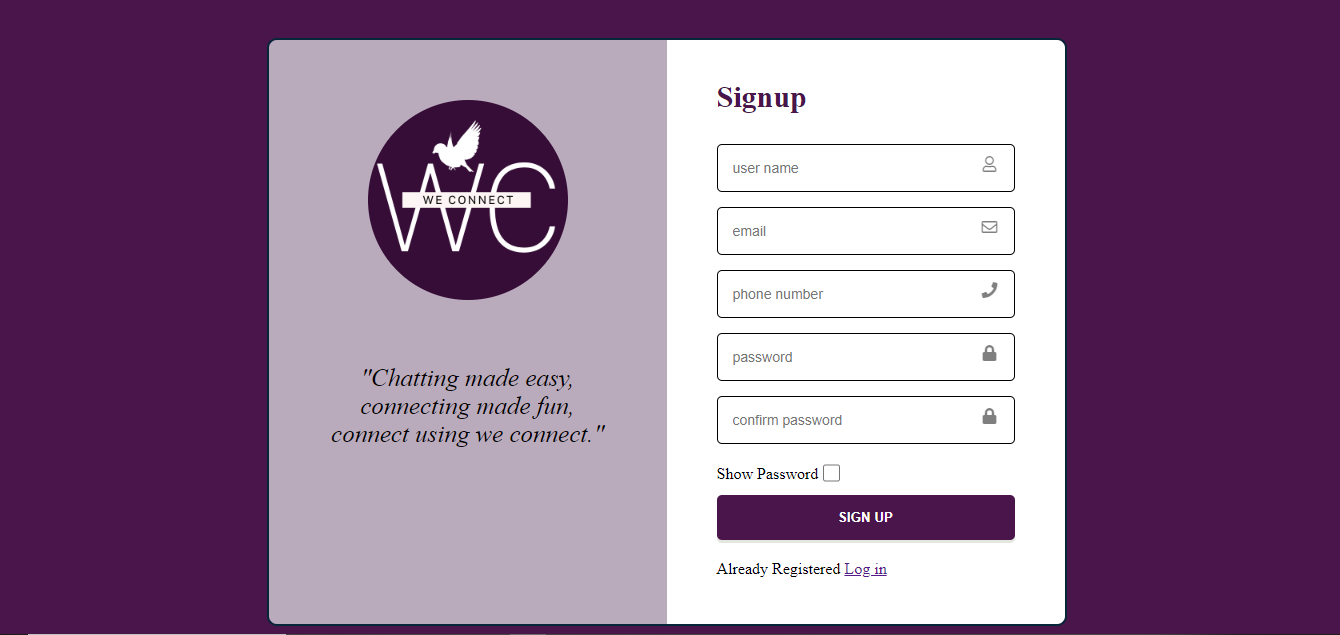 WC
WE CONNECT
"Chatting made easy,
connecting made fun,
connect using we connect."
Signup
user name
email
phone number
password
confirm password
Show Password
SIGN UP
Already Registered Log in